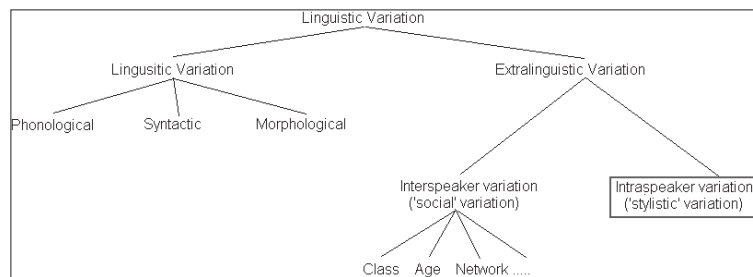 Linguistic Variation
Lingusitic Variation
Extralinguistic Variation
Phonological
Syntactic
Morphological
Interspeaker variation
('social' variation)
Intraspeaker variation
('stylistic' variation)
Class Age Network .....